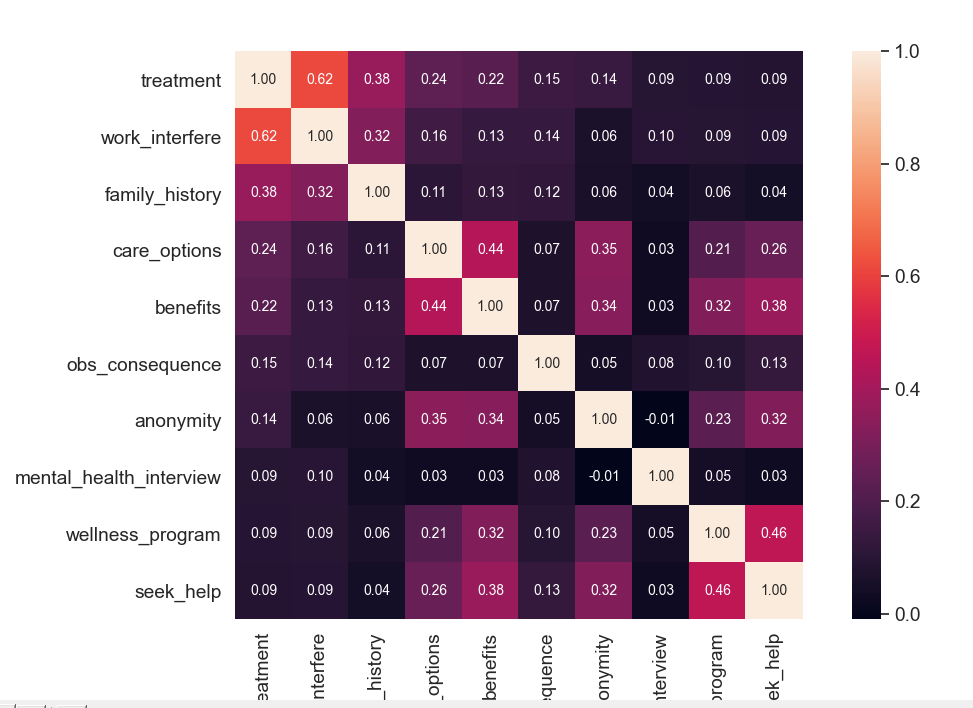 treatment 1.00 0.62 0.38 0.24 0.22 0.15 0.14 0.09 0.09 0.09
work_interfere 0.62 1.00 0.32 0.16 0.13 0.14 0.06 0.10 0.09 0.09
family_history 0.38 0.32 1.00 0.11 0.13 0.12 0.06 0.04 0.06 0.04
care_options 0.24 0.16 0.11 1.00 0.44 0.07 0.35 0.03 0.21 0.26
benefits 0.22 0.13 0.13 0.44 1.00 0.07 0.34 0.03 0.32 0.38
obs_consequence 0.15 0.14 0.12 0.07 0.07 1.00 0.05 0.08 0.10 0.13
anonymity 0.14 0.06 0.06 0.35 0.34 0.05 1.00 -0.01 0.23 0.32
mental_health_interview 0.09 0.10 0.04 0.03 0.03 0.08 -0.01 1.00 0.05 0.03
wellness_program 0.09 0.09 0.06 0.21 0.32 0.10 0.23 0.05 1.00 0.46
seek_help 0.09 0.09 0.04 0.26 0.38 0.13 0.32 0.03 0.46 1.00
eatment
nterfere
_history
_options
benefits
equence
onymity
nterview
program
ek_help
1.0
0.8
0.6
0.4
0.2
0.0